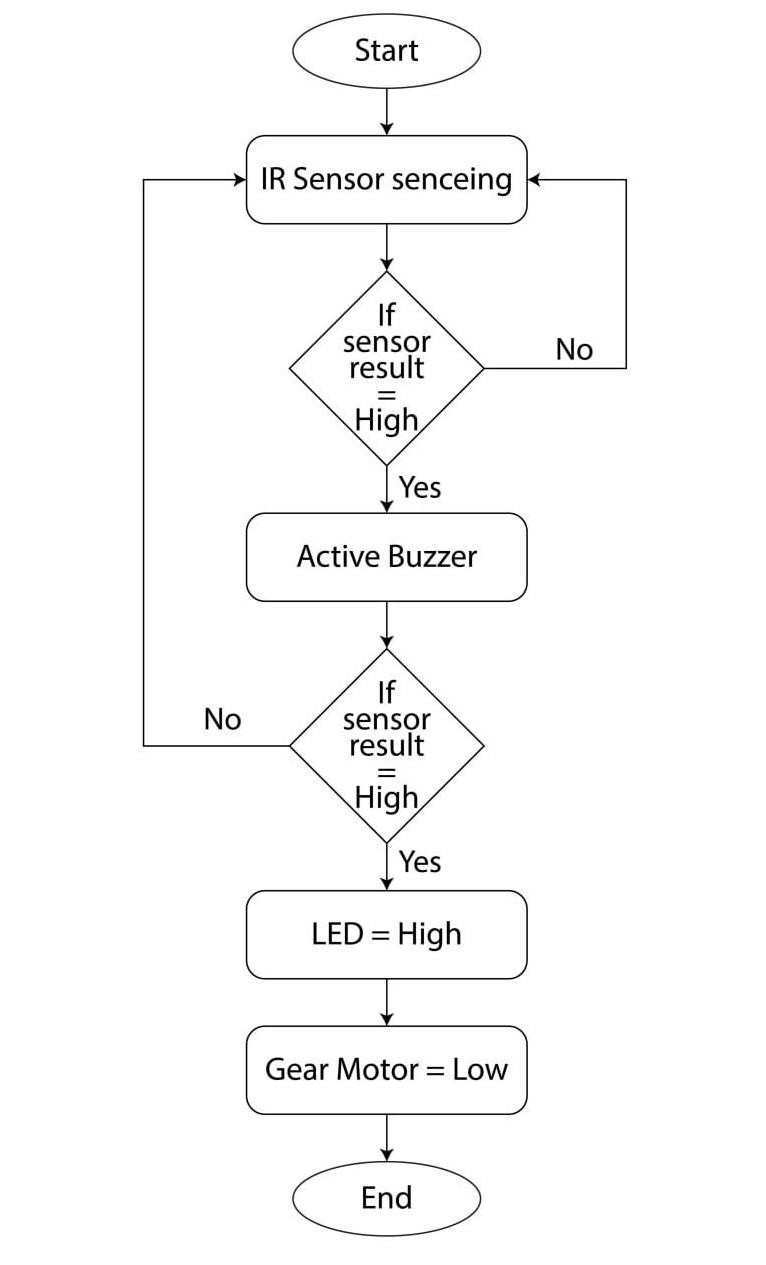 Start
IR Sensor senceing
If
sensor
result
=
High
No
Yes
Active Buzzer
If
sensor
result
=
High
No
Yes
LED = High
Gear Motor = Low
End